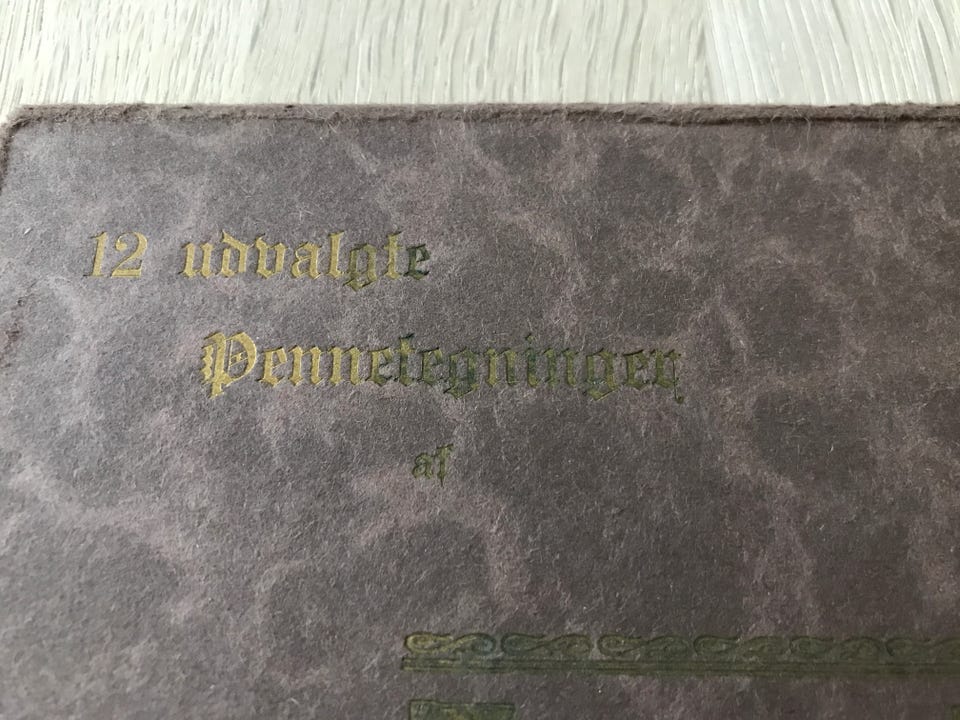 12 udvalgte
Pennetegninger
af